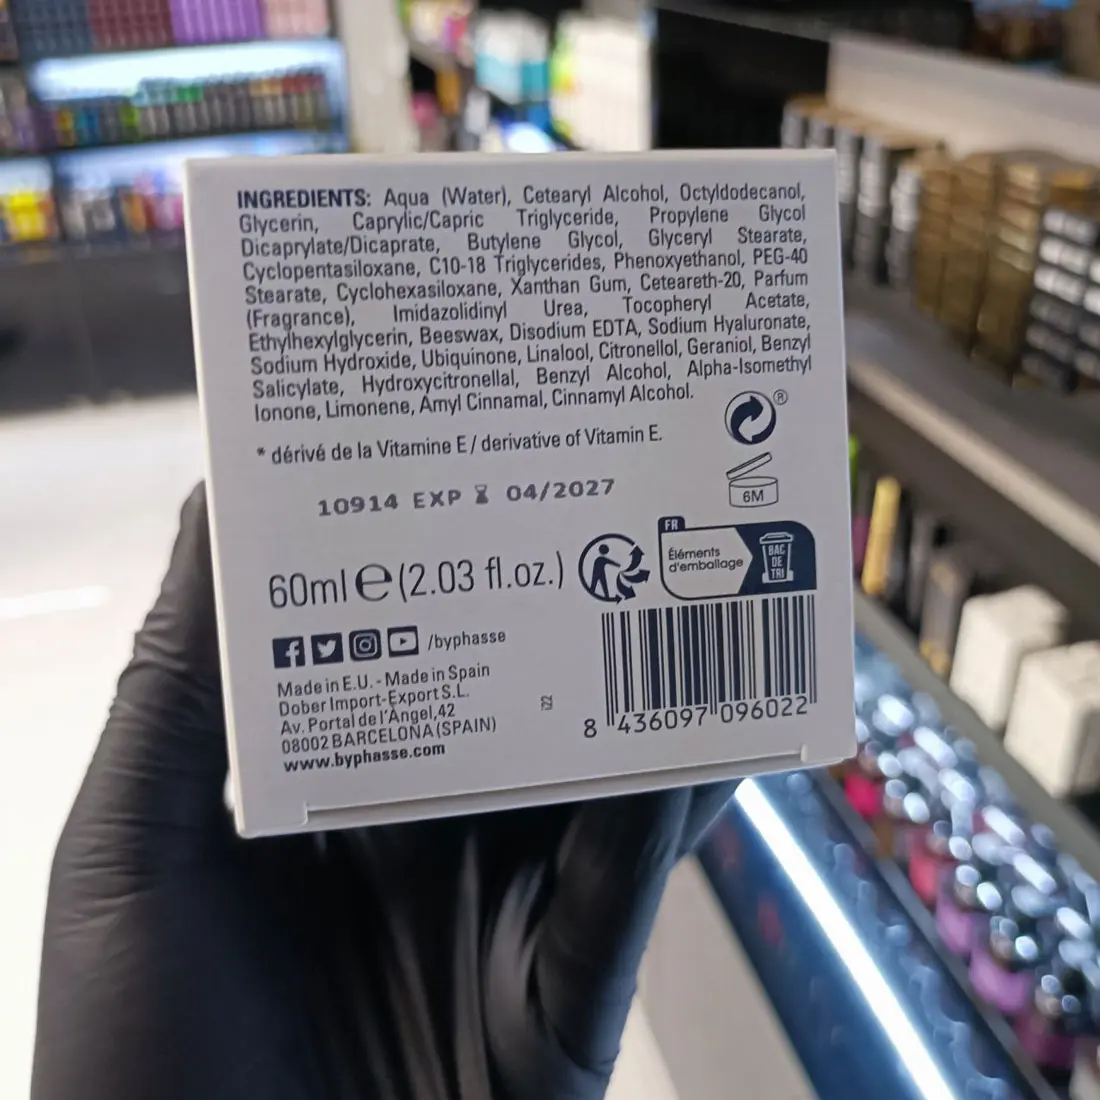 INGREDIENTS: Aqua (Water), Cetearyl Alcohol, Octyldodecanol,
Glycerin, Caprylic/Capric Triglyceride, Propylene Glycol
Dicaprylate/Dicaprate, Butylene Glycol, Glyceryl Stearate,
Cyclopentasiloxane, C10-18 Triglycerides, Phenoxyethanol, PEG-40
Stearate, Cyclohexasiloxane, Xanthan Gum, Ceteareth-20, Parfum
(Fragrance), Imidazolidinyl Urea, Tocopheryl Acetate,
Ethylhexylglycerin, Beeswax, Disodium EDTA, Sodium Hyaluronate,
Sodium Hydroxide, Ubiquinone, Linalool, Citronellol, Geraniol, Benzyl
Salicylate, Hydroxycitronellal, Benzyl Alcohol, Alpha-Isomethyl
Ionone, Limonene, Amyl Cinnamal, Cinnamyl Alcohol.
* dérivé de la Vitamine E / derivative of Vitamin E.
®
6M
10914 EXP 04/2027
60ml e (2.03 fl.oz.)
FR
Éléments
d'emballage
BAC
DE
TRI
/byphasse
Made in E.U. - Made in Spain
Dober Import-Export S.L.
Av. Portal de l'Àngel, 42
08002 BARCELONA (SPAIN)
www.byphasse.com
22
8 436097 096022